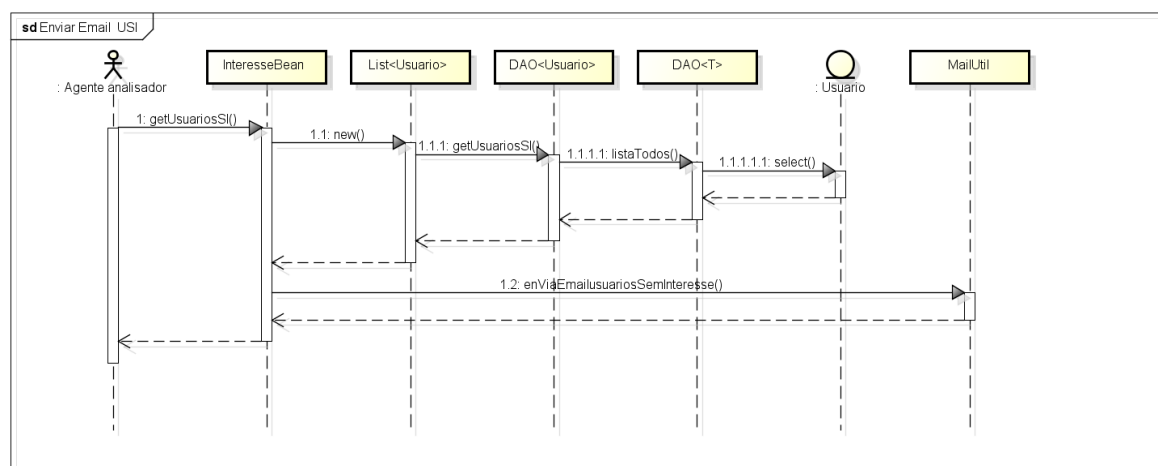 sd Enviar Email USI
InteresseBean
List<Usuario>
DAO<Usuario>
DAO<T>
MailUtil
: Agente analisador
: Usuario
1: getUsuariosSI()
1.1: new()
1.1.1: getUsuariosSI()
1.1.1.1: listaTodos()
1.1.1.1.1: select()
1.2: enViaEmailusuariosSemInteresse()